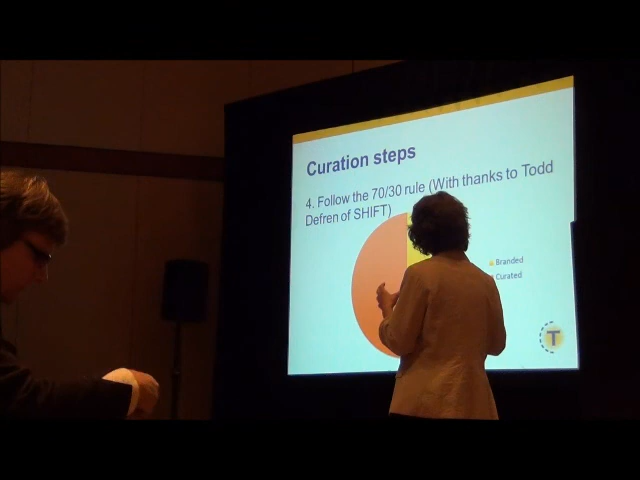 Curation steps
4. Follow the 70/30 rule (With thanks to Todd
Defren of SHIFT)
Branded
Curated
T